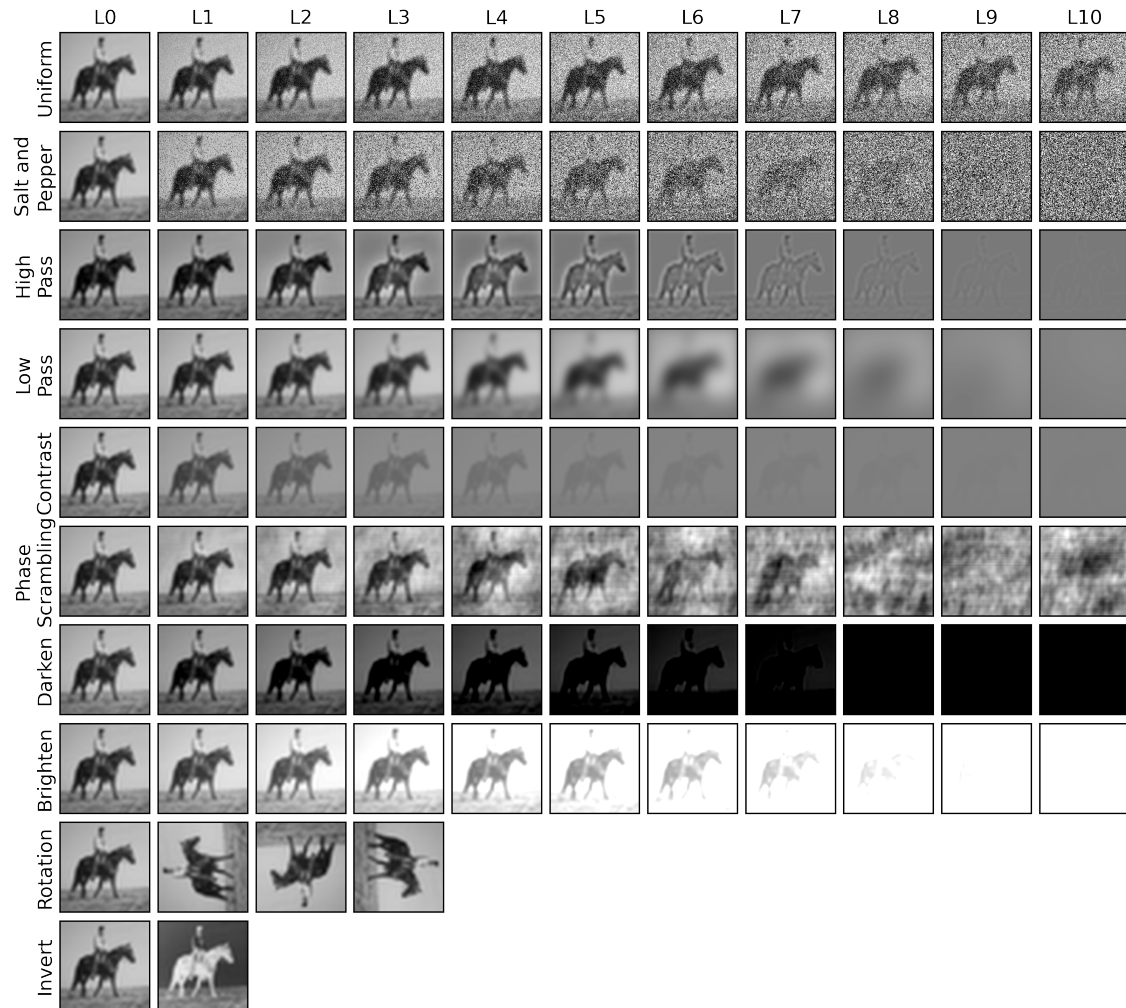 L0 L1 L2 L3 L4 L5 L6 L7 L8 L9 L10
Uniform
Salt and
Pepper
High
Pass
Low
Pass
Contrast
Phase
Scrambling
Darken
Brighten
Rotation
Invert